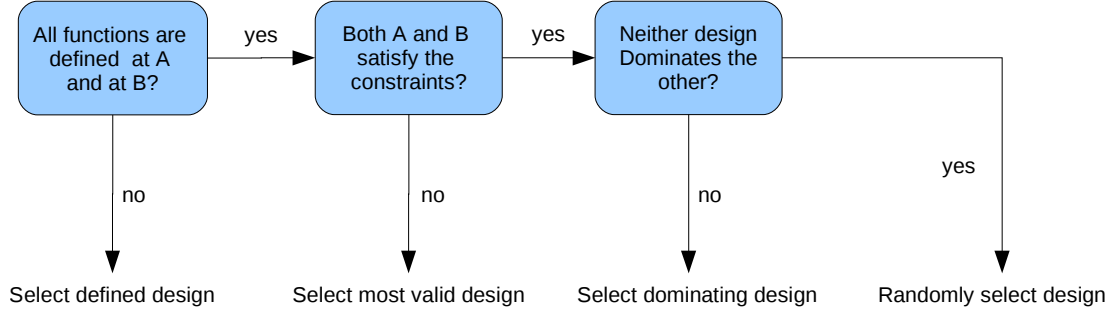 All functions are
defined at A
and at B?
yes
Both A and B
satisfy the
constraints?
yes
Neither design
Dominates the
other?
no
no
no
yes
Select defined design
Select most valid design
Select dominating design
Randomly select design